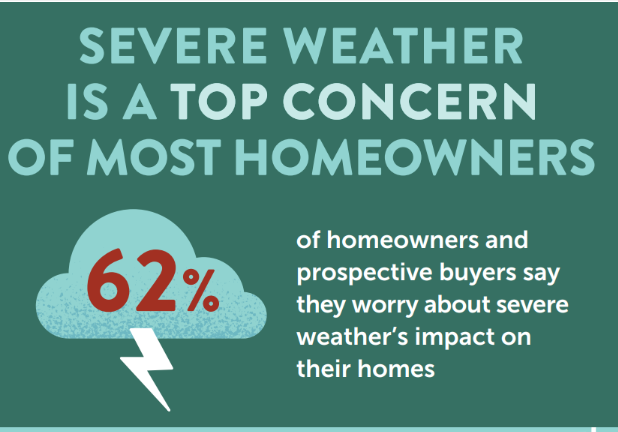 SEVERE WEATHER
IS A TOP CONCERN
OF MOST HOMEOWNERS
62%
of homeowners and
prospective buyers say
they worry about severe
weather's impact on
their homes